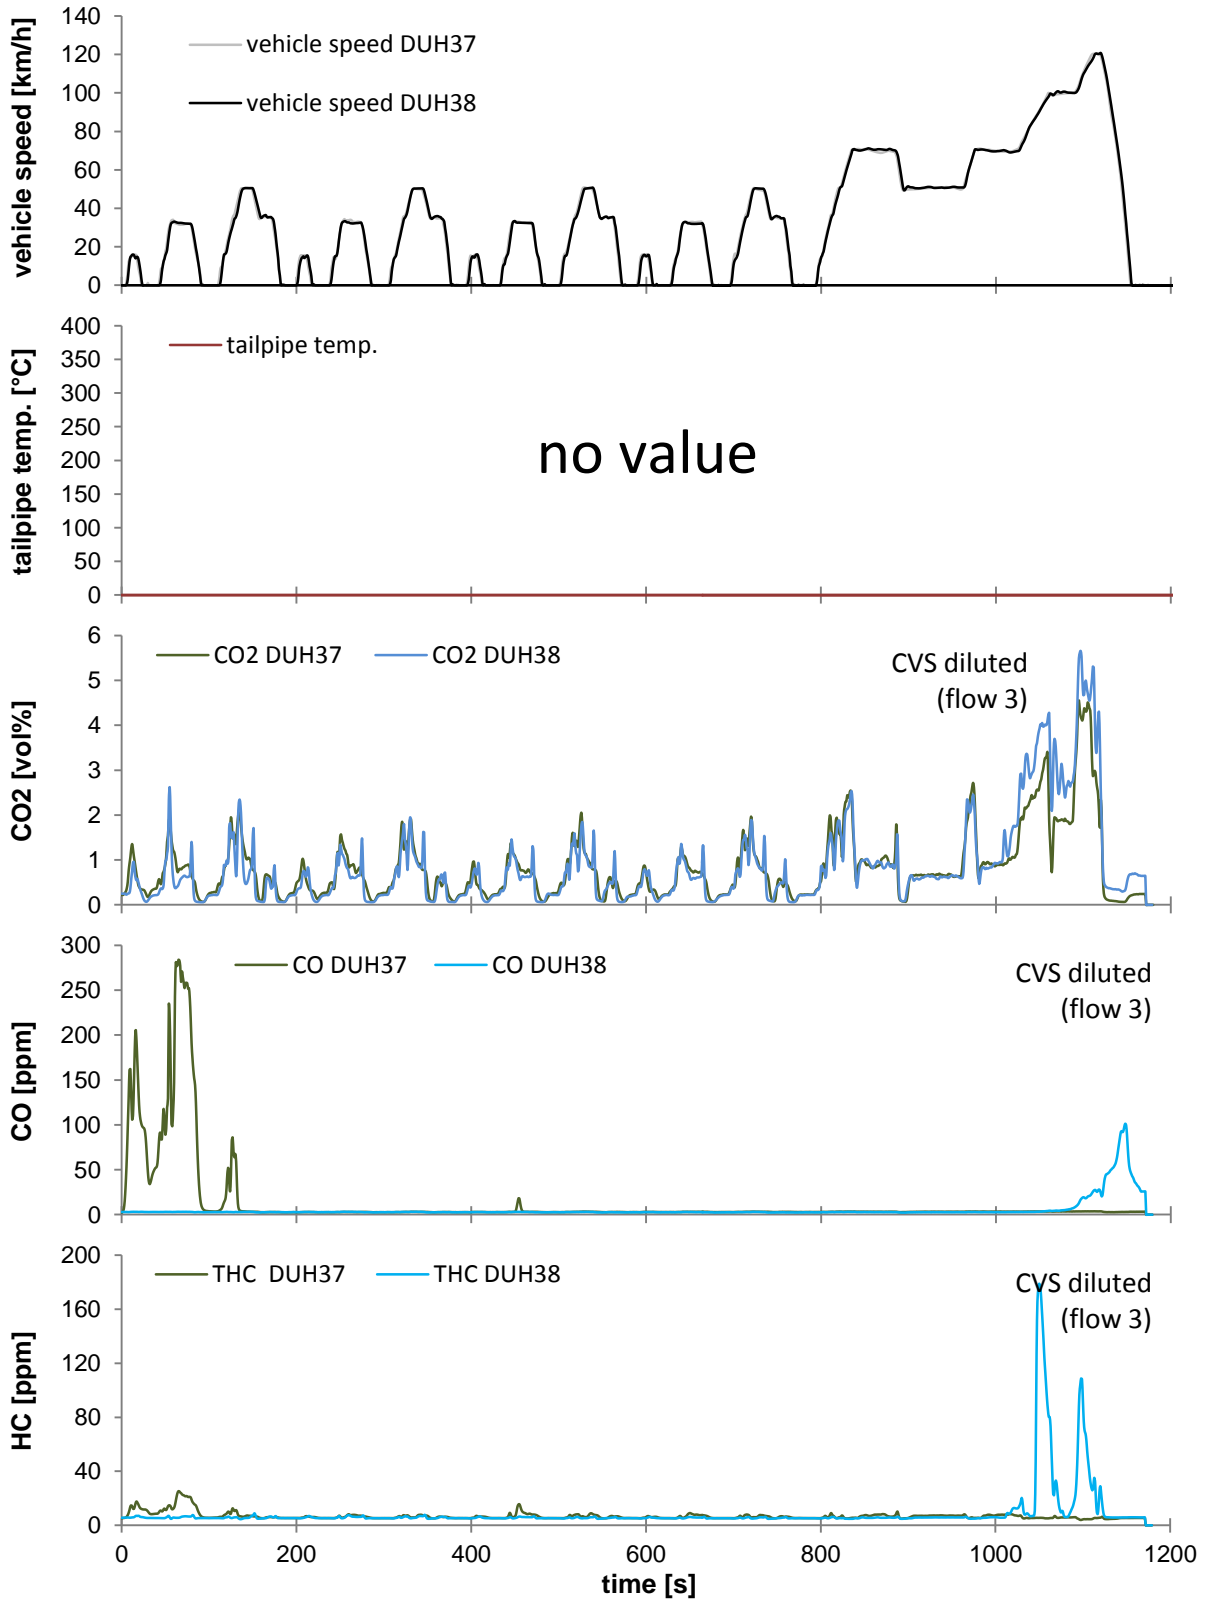 140
120
100
80
60
40
20
0
vehicle speed [km/h]
vehicle speed DUH37
vehicle speed DUH38
400
350
300
250
200
150
100
50
0
tailpipe temp. [°C]
tailpipe temp.
no value
6
5
4
3
2
1
0
CO2 [vol%]
CO2 DUH37
CO2 DUH38
CVS diluted
(flow 3)
300
250
200
150
100
50
0
CO [ppm]
CO DUH37
CO DUH38
CVS diluted
(flow 3)
200
160
120
80
40
0
HC [ppm]
THC DUH37
THC DUH38
CVS diluted
(flow 3)
0 200 400 600 800 1000 1200
time [s]